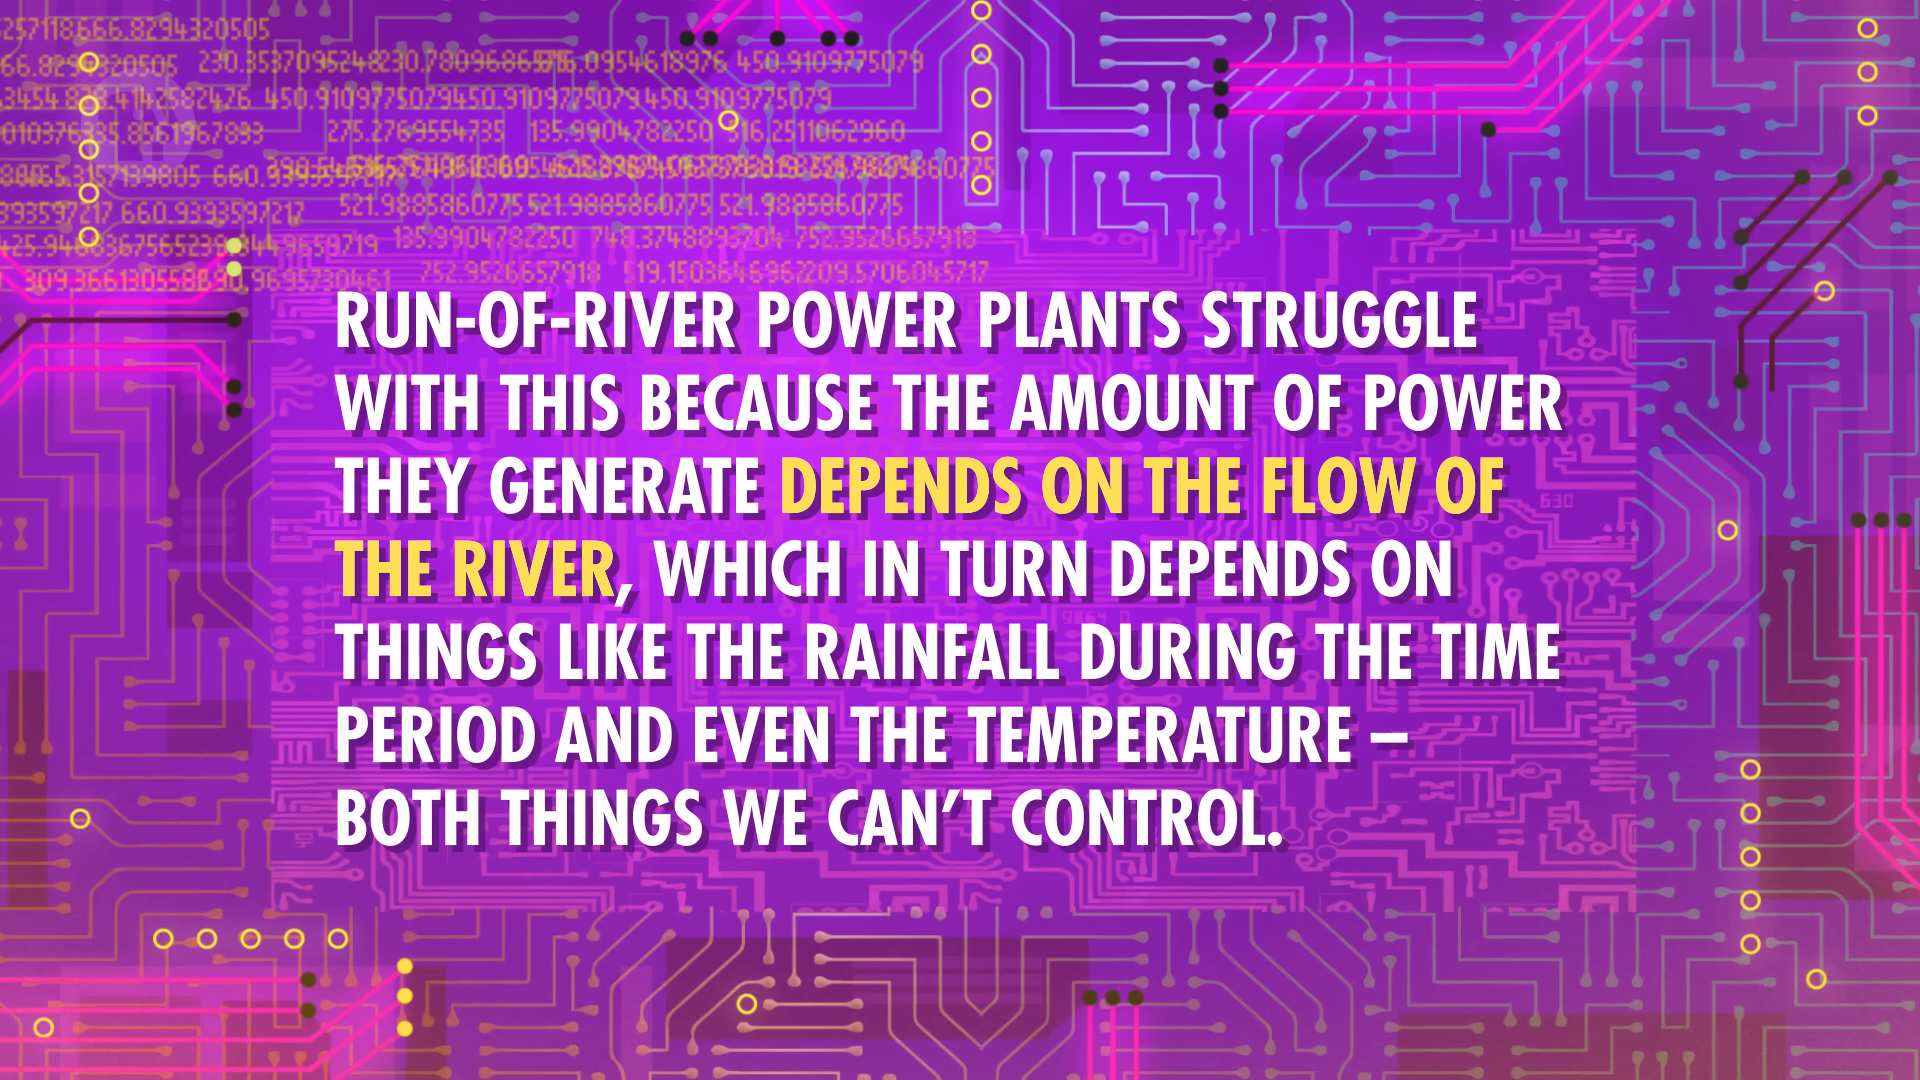 RUN-OF-RIVER POWER PLANTS STRUGGLE
WITH THIS BECAUSE THE AMOUNT OF POWER
THEY GENERATE DEPENDS ON THE FLOW OF
THE RIVER, WHICH IN TURN DEPENDS ON
THINGS LIKE THE RAINFALL DURING THE TIME
PERIOD AND EVEN THE TEMPERATURE –
BOTH THINGS WE CAN’T CONTROL.